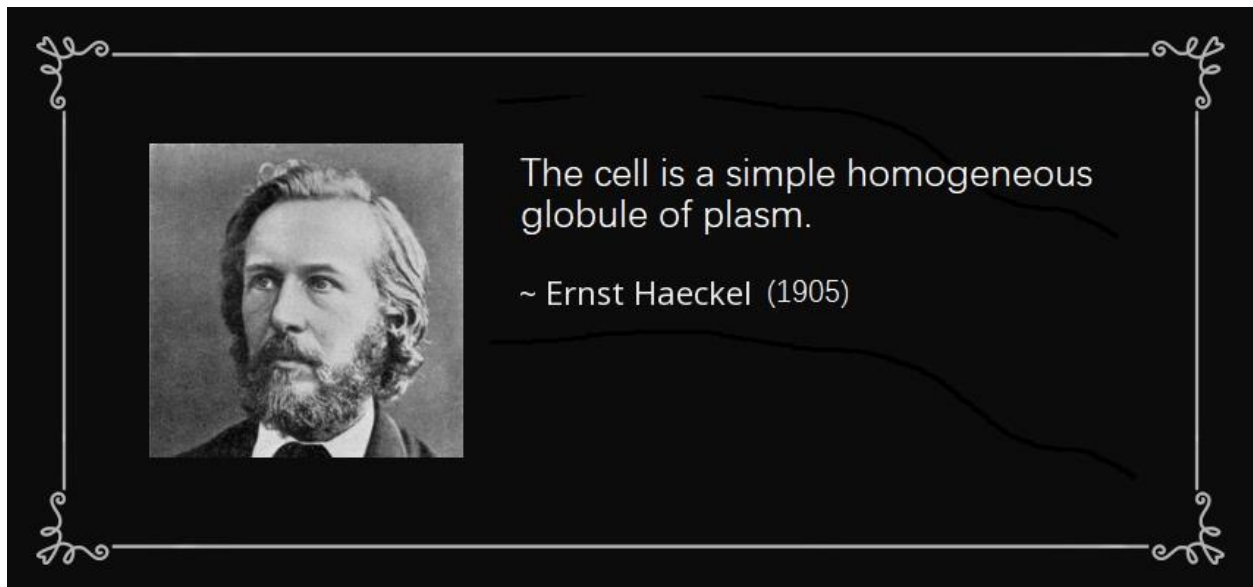 The cell is a simple homogeneous
globule of plasm.
~ Ernst Haeckel (1905)